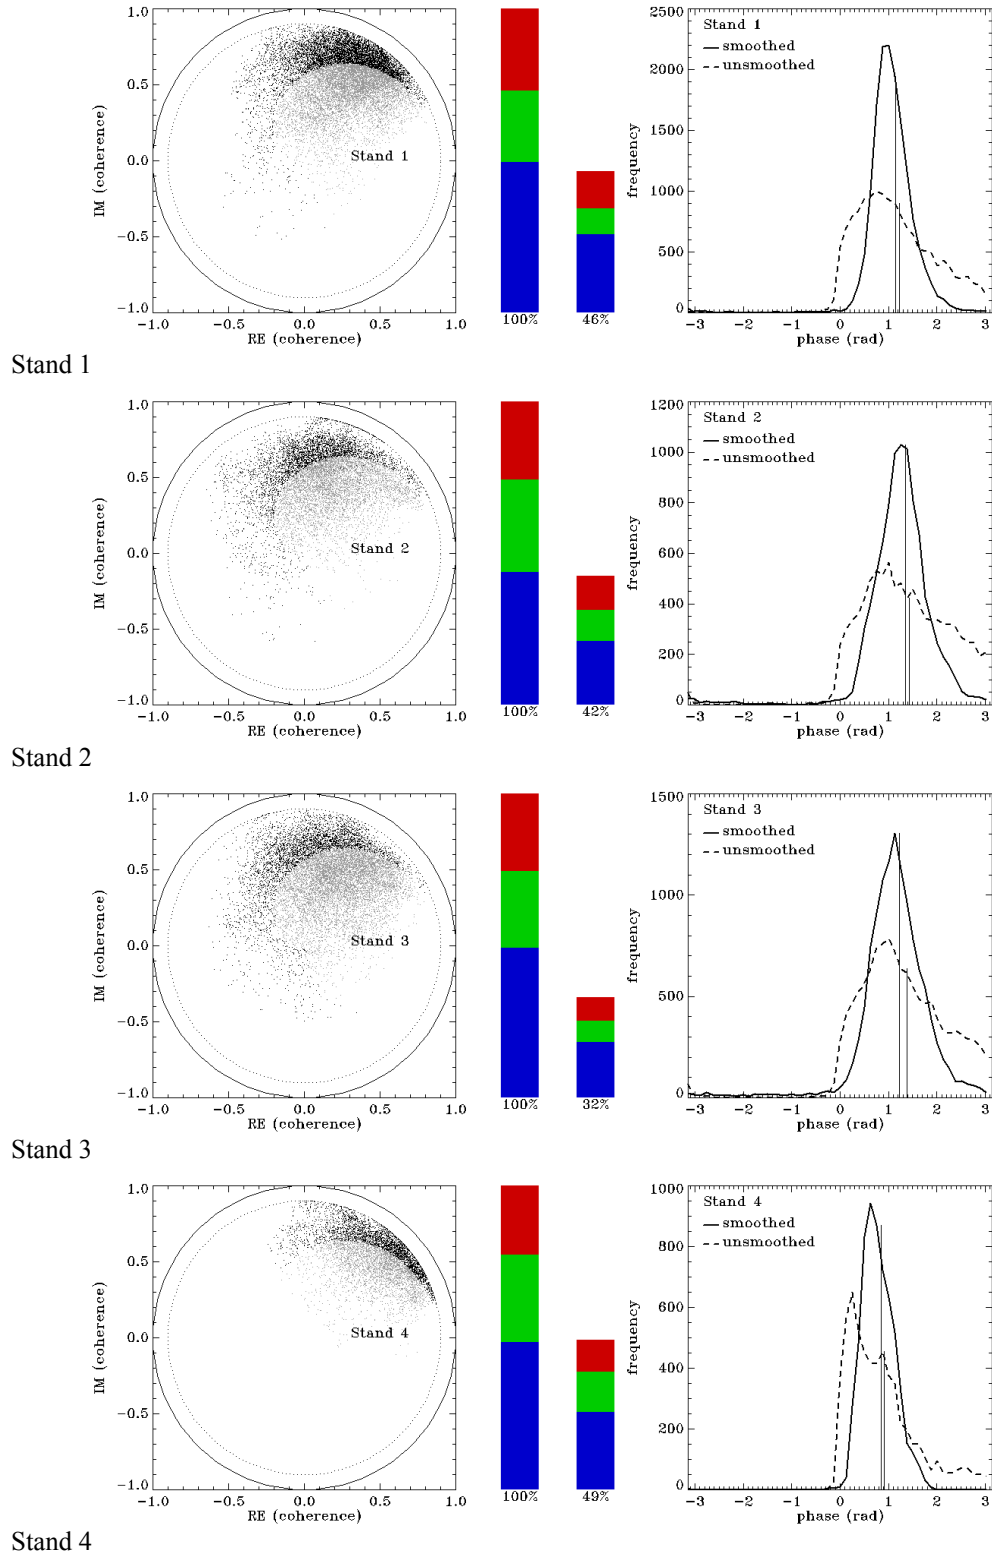 1.0
0.5
0.0
−0.5
−1.0
IM (coherence)
Stand 1
−1.0 −0.5 0.0 0.5 1.0
RE (coherence)
100% 46%
2500
2000
1500
1000
500
0
frequency
Stand 1
smoothed
unsmoothed
−3 −2 −1 0 1 2 3
phase (rad)
Stand 1
1.0
0.5
0.0
−0.5
−1.0
IM (coherence)
Stand 2
−1.0 −0.5 0.0 0.5 1.0
RE (coherence)
100% 42%
1200
1000
800
600
400
200
0
frequency
Stand 2
smoothed
unsmoothed
−3 −2 −1 0 1 2 3
phase (rad)
Stand 2
1.0
0.5
0.0
−0.5
−1.0
IM (coherence)
Stand 3
−1.0 −0.5 0.0 0.5 1.0
RE (coherence)
100% 32%
1500
1000
500
0
frequency
Stand 3
smoothed
unsmoothed
−3 −2 −1 0 1 2 3
phase (rad)
Stand 3
1.0
0.5
0.0
−0.5
−1.0
IM (coherence)
Stand 4
−1.0 −0.5 0.0 0.5 1.0
RE (coherence)
100% 49%
1000
800
600
400
200
0
frequency
Stand 4
smoothed
unsmoothed
−3 −2 −1 0 1 2 3
phase (rad)
Stand 4